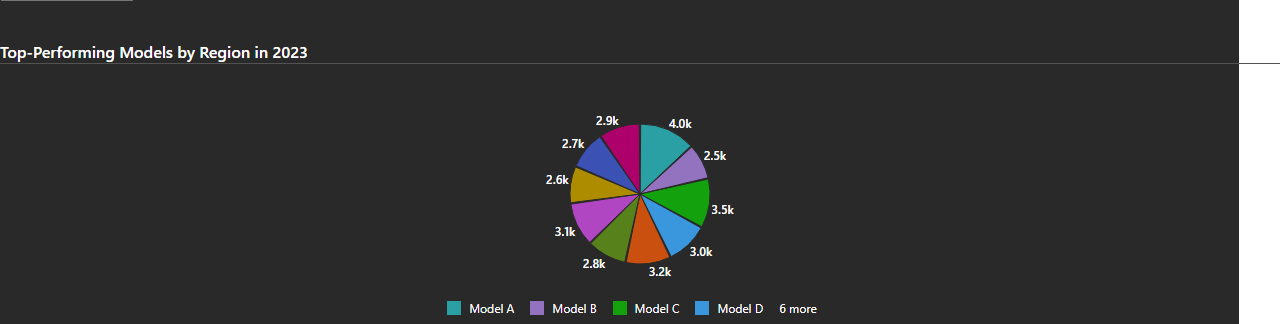 Top-Performing Models by Region in 2023
2.9k
4.0k
2.7k
2.5k
2.6k
3.5k
3.1k
3.0k
2.8k
3.2k
Model A
Model B
Model C
Model D
6 more